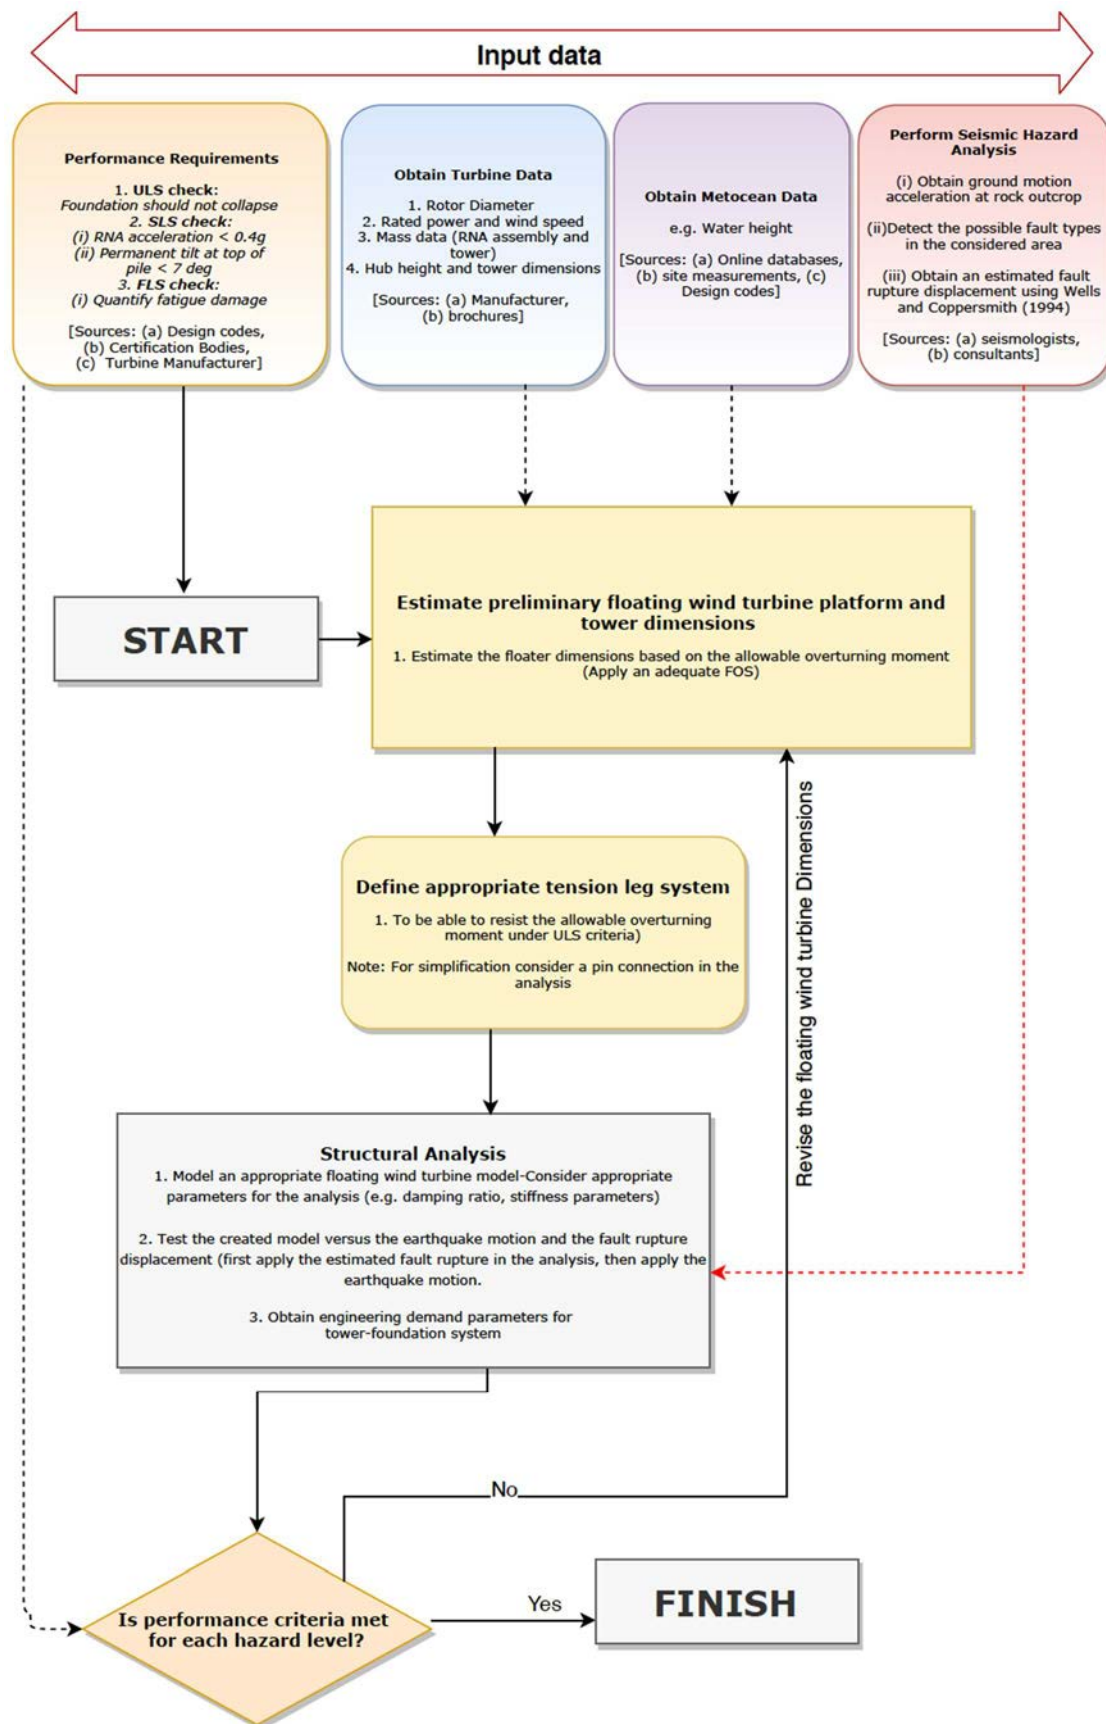 Input data
Performance Requirements
1. ULS check:
Foundation should not collapse
2. SLS check:
(i) RNA acceleration < 0.4g
(ii) Permanent tilt at top of
pile < 7 deg
3. FLS check:
(i) Quantify fatigue damage
[Sources: (a) Design codes,
(b) Certification Bodies,
(c) Turbine Manufacturer]
Obtain Turbine Data
1. Rotor Diameter
2. Rated power and wind speed
3. Mass data (RNA assembly and
tower)
4. Hub height and tower dimensions
[Sources: (a) Manufacturer,
(b) brochures]
Obtain Metocean Data
e.g. Water height
[Sources: (a) Online databases,
(b) site measurements, (c)
Design codes]
Perform Seismic Hazard
Analysis
(i) Obtain ground motion
acceleration at rock outcrop
(ii)Detect the possible fault types
in the considered area
(iii) Obtain an estimated fault
rupture displacement using Wells
and Coppersmith (1994)
[Sources: (a) seismologists,
(b) consultants]
START
Estimate preliminary floating wind turbine platform and
tower dimensions
1. Estimate the floater dimensions based on the allowable overturning moment
(Apply an adequate FOS)
Define appropriate tension leg system
1. To be able to resist the allowable overturning
moment under ULS criteria)
Note: For simplification consider a pin connection in the
analysis
Revise the floating wind turbine Dimensions
Structural Analysis
1. Model an appropriate floating wind turbine model-Consider appropriate
parameters for the analysis (e.g. damping ratio, stiffness parameters)
2. Test the created model versus the earthquake motion and the fault rupture
displacement (first apply the estimated fault rupture in the analysis, then apply the
earthquake motion.
3. Obtain engineering demand parameters for
tower-foundation system
No
Is performance criteria met
for each hazard level?
Yes
FINISH